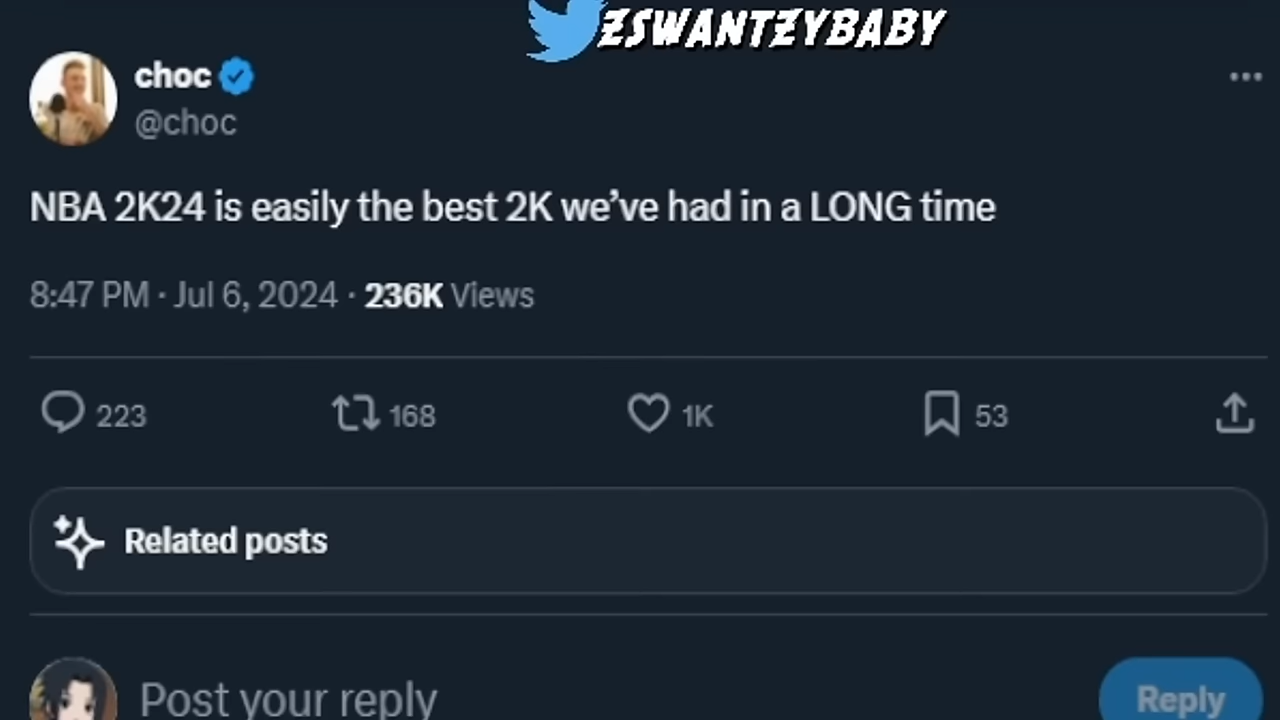 ZSWANTZYBABY
choc
@choc
NBA 2K24 is easily the best 2K we’ve had in a LONG time
8:47 PM · Jul 6, 2024 · 236K Views
223 168 1K 53
Related posts
Post your reply Reply